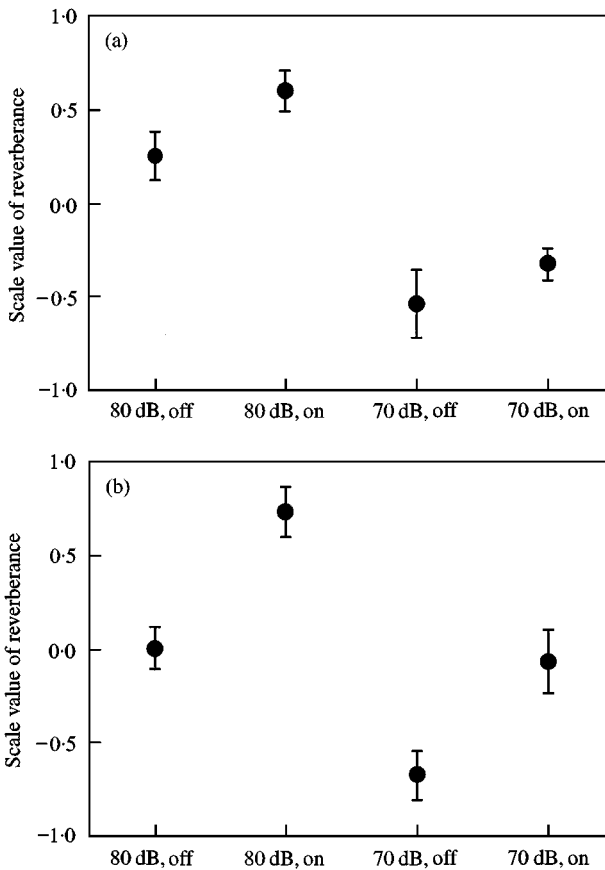 1·0
(a)
0·5
0·0
−0·5
−1·0
Scale value of reverberance
80 dB, off 80 dB, on 70 dB, off 70 dB, on
1·0
(b)
0·5
0·0
−0·5
−1·0
Scale value of reverberance
80 dB, off 80 dB, on 70 dB, off 70 dB, on